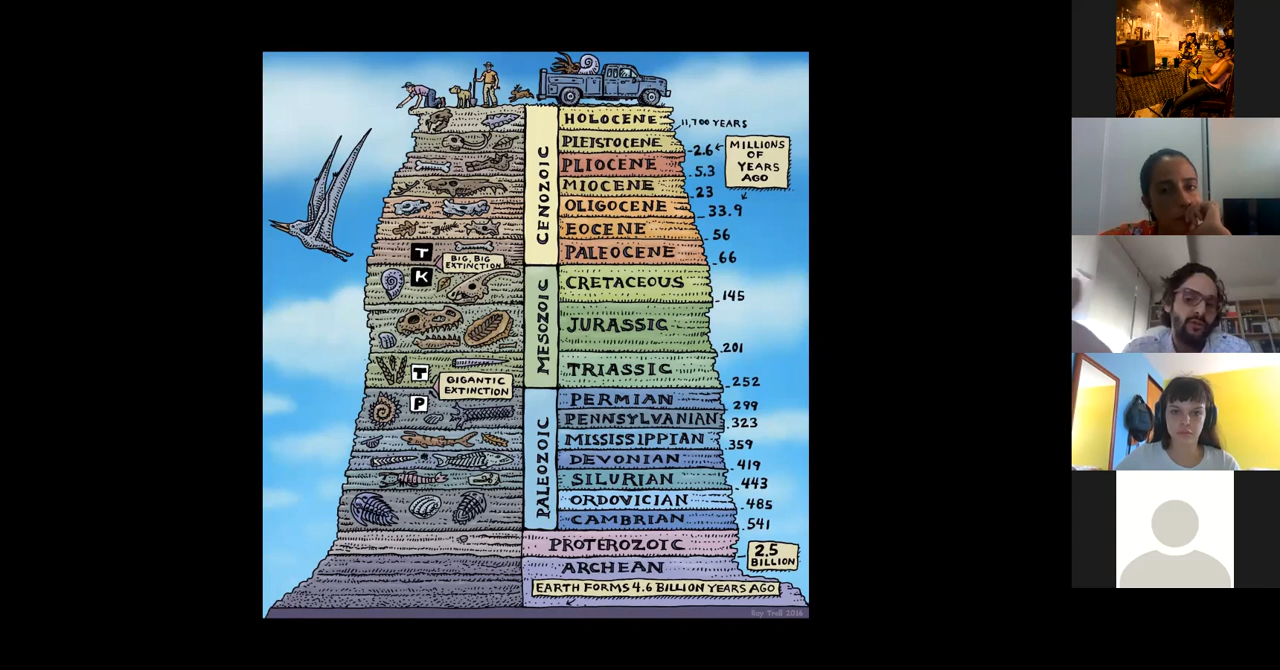 HOLOCENE
11,700 YEARS
PLEISTOCENE
2.6
MILLIONS
OF
YEARS
AGO
PLIOCENE
5.3
MIOCENE
23
OLIGOCENE
33.9
EOCENE
56
PALEOCENE
66
CENOZOIC
T
BIG, BIG
EXTINCTION
K
CRETACEOUS
145
JURASSIC
201
TRIASSIC
252
MESOZOIC
T
GIGANTIC
EXTINCTION
P
PERMIAN
299
PENNSYLVANIAN
323
MISSISSIPPIAN
359
DEVONIAN
419
SILURIAN
443
ORDOVICIAN
485
CAMBRIAN
541
PALEOZOIC
PROTEROZOIC
2.5
BILLION
ARCHEAN
EARTH FORMS 4.6 BILLION YEARS AGO
Ray Troll 2016